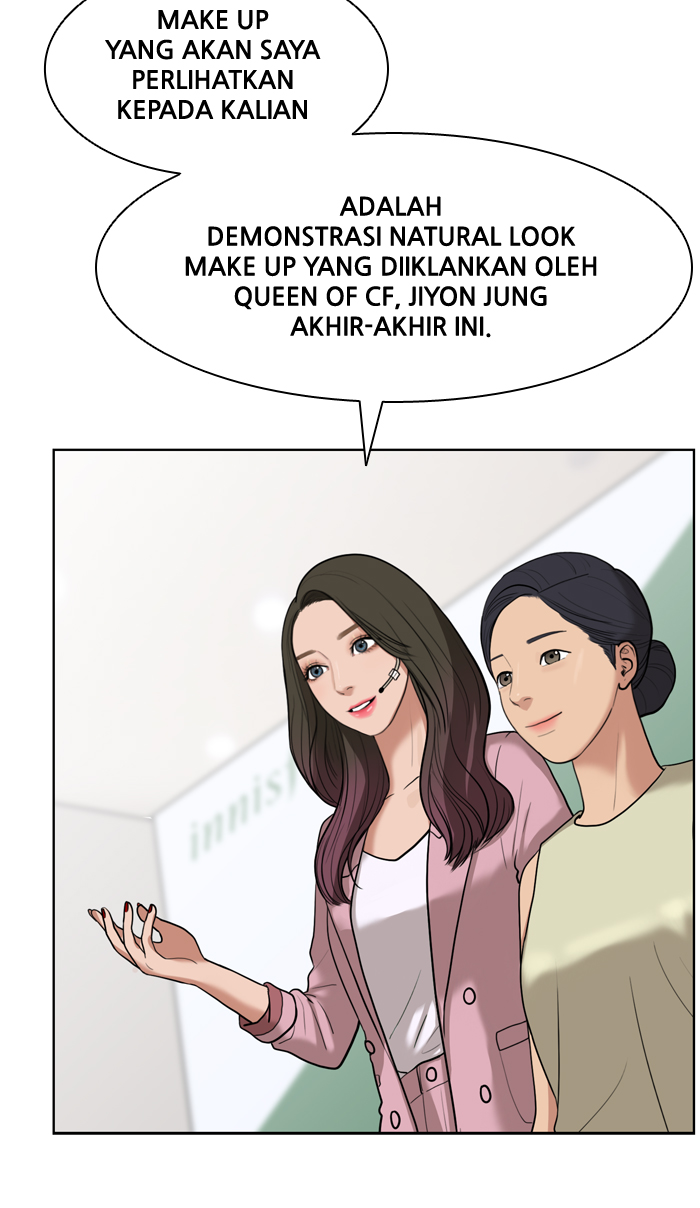 MAKE UP
YANG AKAN SAYA
PERLIHATKAN
KEPADA KALIAN
ADALAH
DEMONSTRASI NATURAL LOOK
MAKE UP YANG DIIKLANKAN OLEH
QUEEN OF CF, JIYON JUNG
AKHIR-AKHIR INI.
innis